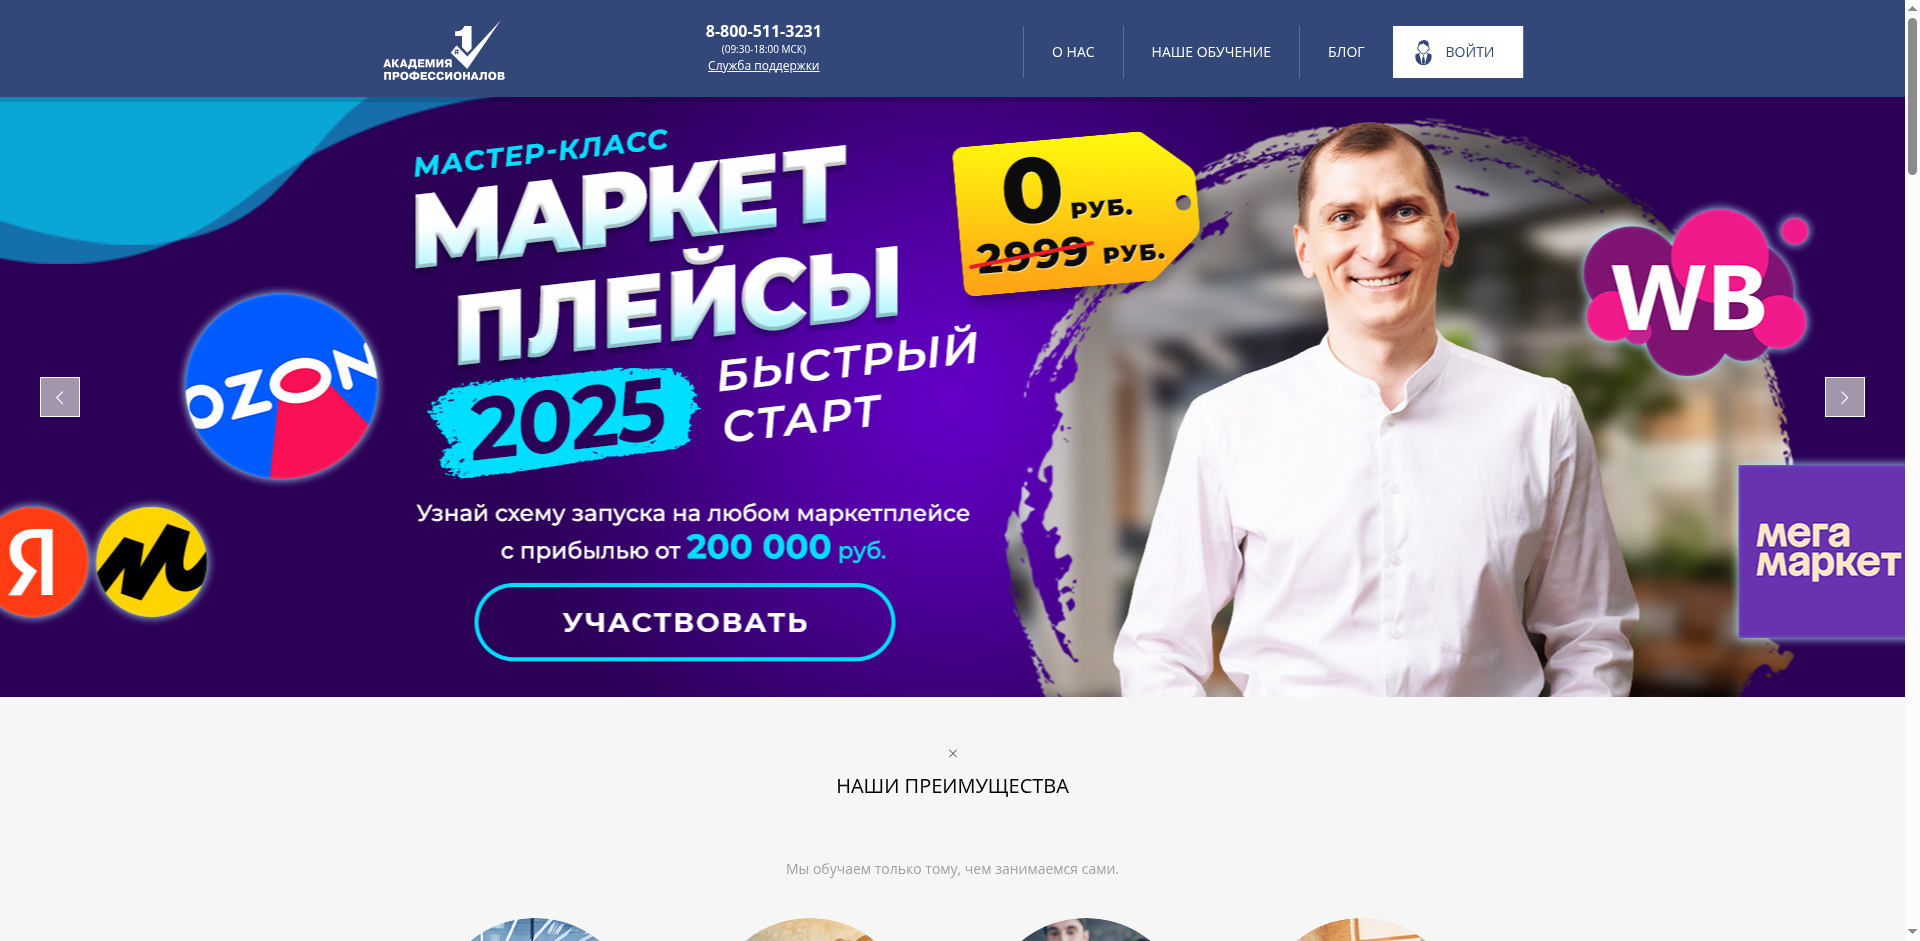 1
АКАДЕМИЯ
ПРОФЕССИОНАЛОВ
8-800-511-3231
(09:30-18:00 МСК)
Служба поддержки
О НАС
НАШЕ ОБУЧЕНИЕ
БЛОГ
ВОЙТИ
МАСТЕР-КЛАСС
МАРКЕТ
ПЛЕЙСЫ
2025
БЫСТРЫЙ
СТАРТ
0 РУБ.
2999 РУБ.
OZON
WB
Я
М
мега
маркет
Узнай схему запуска на любом маркетплейсе
с прибылью от 200 000 руб.
УЧАСТВОВАТЬ
НАШИ ПРЕИМУЩЕСТВА
Мы обучаем только тому, чем занимаемся сами.